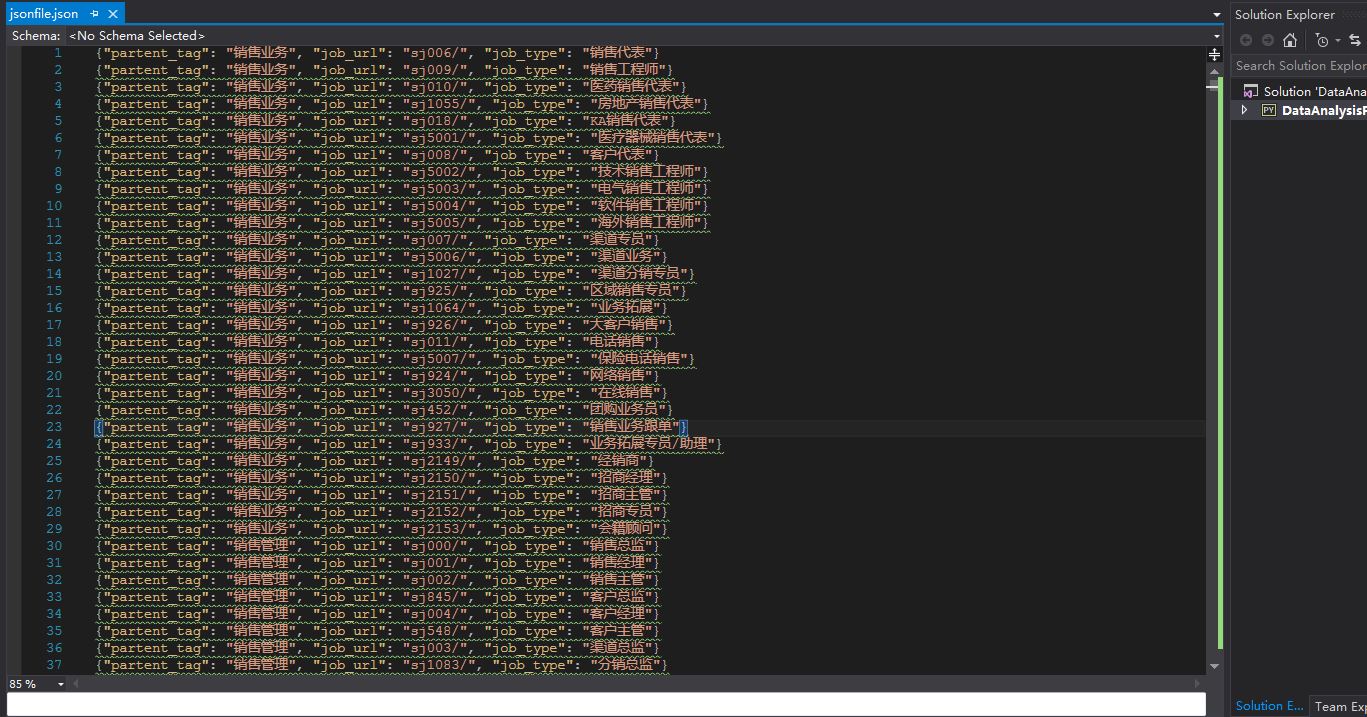 jsonfile.json
Schema: <No Schema Selected>
1 {"partent_tag": "销售业务", "job_url": "sj006/", "job_type": "销售代表"}
2 {"partent_tag": "销售业务", "job_url": "sj009/", "job_type": "销售工程师"}
3 {"partent_tag": "销售业务", "job_url": "sj010/", "job_type": "医药销售代表"}
4 {"partent_tag": "销售业务", "job_url": "sj1055/", "job_type": "房地产销售代表"}
5 {"partent_tag": "销售业务", "job_url": "sj018/", "job_type": "KA销售代表"}
6 {"partent_tag": "销售业务", "job_url": "sj5001/", "job_type": "医疗器械销售代表"}
7 {"partent_tag": "销售业务", "job_url": "sj008/", "job_type": "客户代表"}
8 {"partent_tag": "销售业务", "job_url": "sj5002/", "job_type": "技术销售工程师"}
9 {"partent_tag": "销售业务", "job_url": "sj5003/", "job_type": "电气销售工程师"}
10 {"partent_tag": "销售业务", "job_url": "sj5004/", "job_type": "软件销售工程师"}
11 {"partent_tag": "销售业务", "job_url": "sj5005/", "job_type": "海外销售工程师"}
12 {"partent_tag": "销售业务", "job_url": "sj007/", "job_type": "渠道专员"}
13 {"partent_tag": "销售业务", "job_url": "sj5006/", "job_type": "渠道业务"}
14 {"partent_tag": "销售业务", "job_url": "sj1027/", "job_type": "渠道分销专员"}
15 {"partent_tag": "销售业务", "job_url": "sj925/", "job_type": "区域销售专员"}
16 {"partent_tag": "销售业务", "job_url": "sj1064/", "job_type": "业务拓展"}
17 {"partent_tag": "销售业务", "job_url": "sj926/", "job_type": "大客户销售"}
18 {"partent_tag": "销售业务", "job_url": "sj011/", "job_type": "电话销售"}
19 {"partent_tag": "销售业务", "job_url": "sj5007/", "job_type": "保险电话销售"}
20 {"partent_tag": "销售业务", "job_url": "sj924/", "job_type": "网络销售"}
21 {"partent_tag": "销售业务", "job_url": "sj3050/", "job_type": "在线销售"}
22 {"partent_tag": "销售业务", "job_url": "sj452/", "job_type": "团购业务员"}
23 {"partent_tag": "销售业务", "job_url": "sj927/", "job_type": "销售业务跟单"}
24 {"partent_tag": "销售业务", "job_url": "sj933/", "job_type": "业务拓展专员/助理"}
25 {"partent_tag": "销售业务", "job_url": "sj2149/", "job_type": "经销商"}
26 {"partent_tag": "销售业务", "job_url": "sj2150/", "job_type": "招商经理"}
27 {"partent_tag": "销售业务", "job_url": "sj2151/", "job_type": "招商主管"}
28 {"partent_tag": "销售业务", "job_url": "sj2152/", "job_type": "招商专员"}
29 {"partent_tag": "销售业务", "job_url": "sj2153/", "job_type": "会籍顾问"}
30 {"partent_tag": "销售管理", "job_url": "sj000/", "job_type": "销售总监"}
31 {"partent_tag": "销售管理", "job_url": "sj001/", "job_type": "销售经理"}
32 {"partent_tag": "销售管理", "job_url": "sj002/", "job_type": "销售主管"}
33 {"partent_tag": "销售管理", "job_url": "sj845/", "job_type": "客户总监"}
34 {"partent_tag": "销售管理", "job_url": "sj004/", "job_type": "客户经理"}
35 {"partent_tag": "销售管理", "job_url": "sj548/", "job_type": "客户主管"}
36 {"partent_tag": "销售管理", "job_url": "sj003/", "job_type": "渠道总监"}
37 {"partent_tag": "销售管理", "job_url": "sj1083/", "job_type": "分销总监"}
85 %
Solution Explorer
Search Solution Explor
Solution 'DataAna
PY DataAnalysisP
Solution E... Team Exp